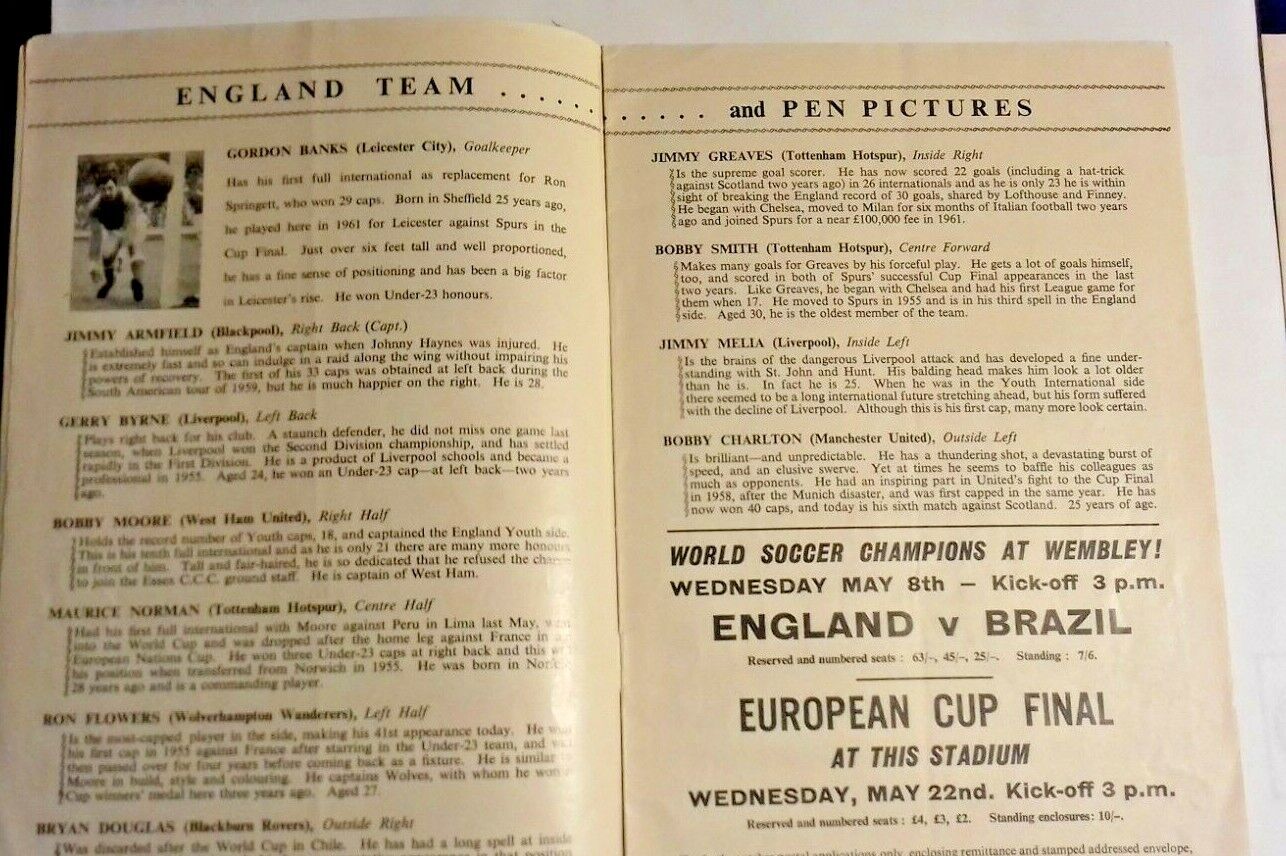 ENGLAND TEAM . . . . . .
GORDON BANKS (Leicester City), Goalkeeper
Has his first full international as replacement for Ron
Springett, who won 29 caps. Born in Sheffield 25 years ago,
he played here in 1961 for Leicester against Spurs in the
Cup Final. Just over six feet tall and well proportioned,
he has a fine sense of positioning and has been a big factor
in Leicester's rise. He won Under-23 honours.
JIMMY ARMFIELD (Blackpool), Right Back (Capt.)
Established himself as England's captain when Johnny Haynes was injured. He
is extremely fast and so can indulge in a raid along the wing without impairing his
powers of recovery. The first of his 33 caps was obtained at left back during the
South American tour of 1959, but he is much happier on the right. He is 28.
GERRY BYRNE (Liverpool), Left Back
Plays right back for his club. A staunch defender, he did not miss one game last
season, when Liverpool won the Second Division championship, and has settled
rapidly in the First Division. He is a product of Liverpool schools and became a
professional in 1955. Aged 24, he won an Under-23 cap—at left back—two years
ago.
BOBBY MOORE (West Ham United), Right Half
Holds the record number of Youth caps, 18, and captained the England Youth side.
This is his tenth full international and as he is only 21 there are many more honours
in front of him. Tall and fair-haired, he is so dedicated that he refused the
to join the Essex C.C.C. ground staff. He is captain of West Ham.
MAURICE NORMAN (Tottenham Hotspur), Centre Half
Had his first full international with Moore against Peru in Lima last May,
into the World Cup and was dropped after the home leg against France in
European Nations Cup. He won three Under-23 caps at right back and this
his position when transferred from Norwich in 1955. He was born in
28 years ago and is a commanding player.
RON FLOWERS (Wolverhampton Wanderers), Left Half
Is the most-capped player in the side, making his 41st appearance today. He
his first cap in 1955 against France after starring in the Under-23 team, and
then passed over for four years before coming back as a fixture. He is similar
Moore in build, style and colouring. He captains Wolves, with whom he won
Cup winners' medal here three years ago. Aged 27.
BRYAN DOUGLAS (Blackburn Rovers), Outside Right
Was discarded after the World Cup in Chile. He has had a long spell at inside
. . . . . . and PEN PICTURES
JIMMY GREAVES (Tottenham Hotspur), Inside Right
Is the supreme goal scorer. He has now scored 22 goals (including a hat-trick
against Scotland two years ago) in 26 internationals and as he is only 23 he is within
sight of breaking the England record of 30 goals, shared by Lofthouse and Finney.
He began with Chelsea, moved to Milan for six months of Italian football two years
ago and joined Spurs for a near £100,000 fee in 1961.
BOBBY SMITH (Tottenham Hotspur), Centre Forward
Makes many goals for Greaves by his forceful play. He gets a lot of goals himself,
too, and scored in both of Spurs' successful Cup Final appearances in the last
two years. Like Greaves, he began with Chelsea and had his first League game for
them when 17. He moved to Spurs in 1955 and is in his third spell in the England
side. Aged 30, he is the oldest member of the team.
JIMMY MELIA (Liverpool), Inside Left
Is the brains of the dangerous Liverpool attack and has developed a fine under-
standing with St. John and Hunt. His balding head makes him look a lot older
than he is. In fact he is 25. When he was in the Youth International side
there seemed to be a long international future stretching ahead, but his form suffered
with the decline of Liverpool. Although this is his first cap, many more look certain.
BOBBY CHARLTON (Manchester United), Outside Left
Is brilliant—and unpredictable. He has a thundering shot, a devastating burst of
speed, and an elusive swerve. Yet at times he seems to baffle his colleagues as
much as opponents. He had an inspiring part in United's fight to the Cup Final
in 1958, after the Munich disaster, and was first capped in the same year. He has
now won 40 caps, and today is his sixth match against Scotland. 25 years of age.
WORLD SOCCER CHAMPIONS AT WEMBLEY!
WEDNESDAY MAY 8th — Kick-off 3 p.m.
ENGLAND v BRAZIL
Reserved and numbered seats : 63/-, 45/-, 25/-. Standing : 7/6.
EUROPEAN CUP FINAL
AT THIS STADIUM
WEDNESDAY, MAY 22nd. Kick-off 3 p.m.
Reserved and numbered seats : £4, £3, £2. Standing enclosures: 10/-.
postal applications only, enclosing remittance and stamped addressed envelope,